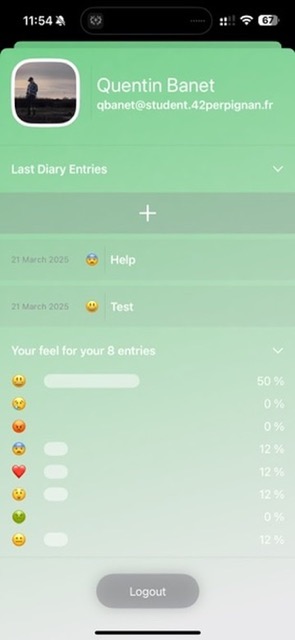 11:54
67
Quentin Banet
qbanet@student.42perpignan.fr
Last Diary Entries
+
21 March 2025 😨 Help
21 March 2025 😃 Test
Your feel for your 8 entries
😃 50 %
😢 0 %
😡 0 %
😨 12 %
❤️ 12 %
😲 12 %
🤢 0 %
😐 12 %
Logout